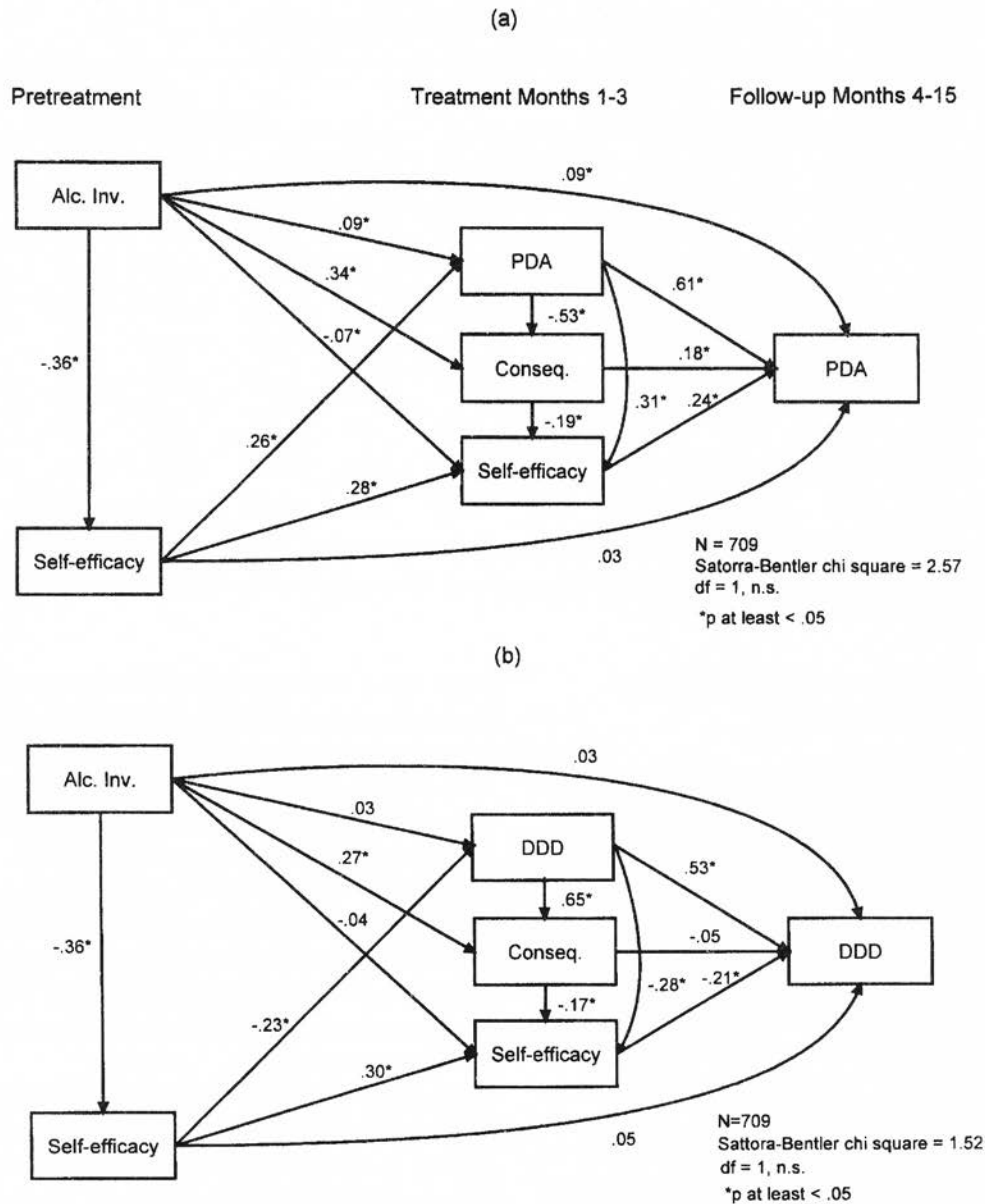 (a)
Pretreatment Treatment Months 1-3 Follow-up Months 4-15
Alc. Inv.
.09*
.09*
PDA
.34*
.61*
-.53*
-.07*
-.36*
Conseq.
.18*
PDA
.31*
.24*
-.19*
.26*
Self-efficacy
.28*
Self-efficacy
.03
N = 709
Satorra-Bentler chi square = 2.57
df = 1, n.s.
*p at least < .05
(b)
Alc. Inv.
.03
.03
DDD
.27*
.53*
.65*
-.04
-.36*
Conseq.
-.05
DDD
-.28*
-.21*
-.17*
-.23*
Self-efficacy
.30*
Self-efficacy
.05
N=709
Sattora-Bentler chi square = 1.52
df = 1, n.s.
*p at least < .05